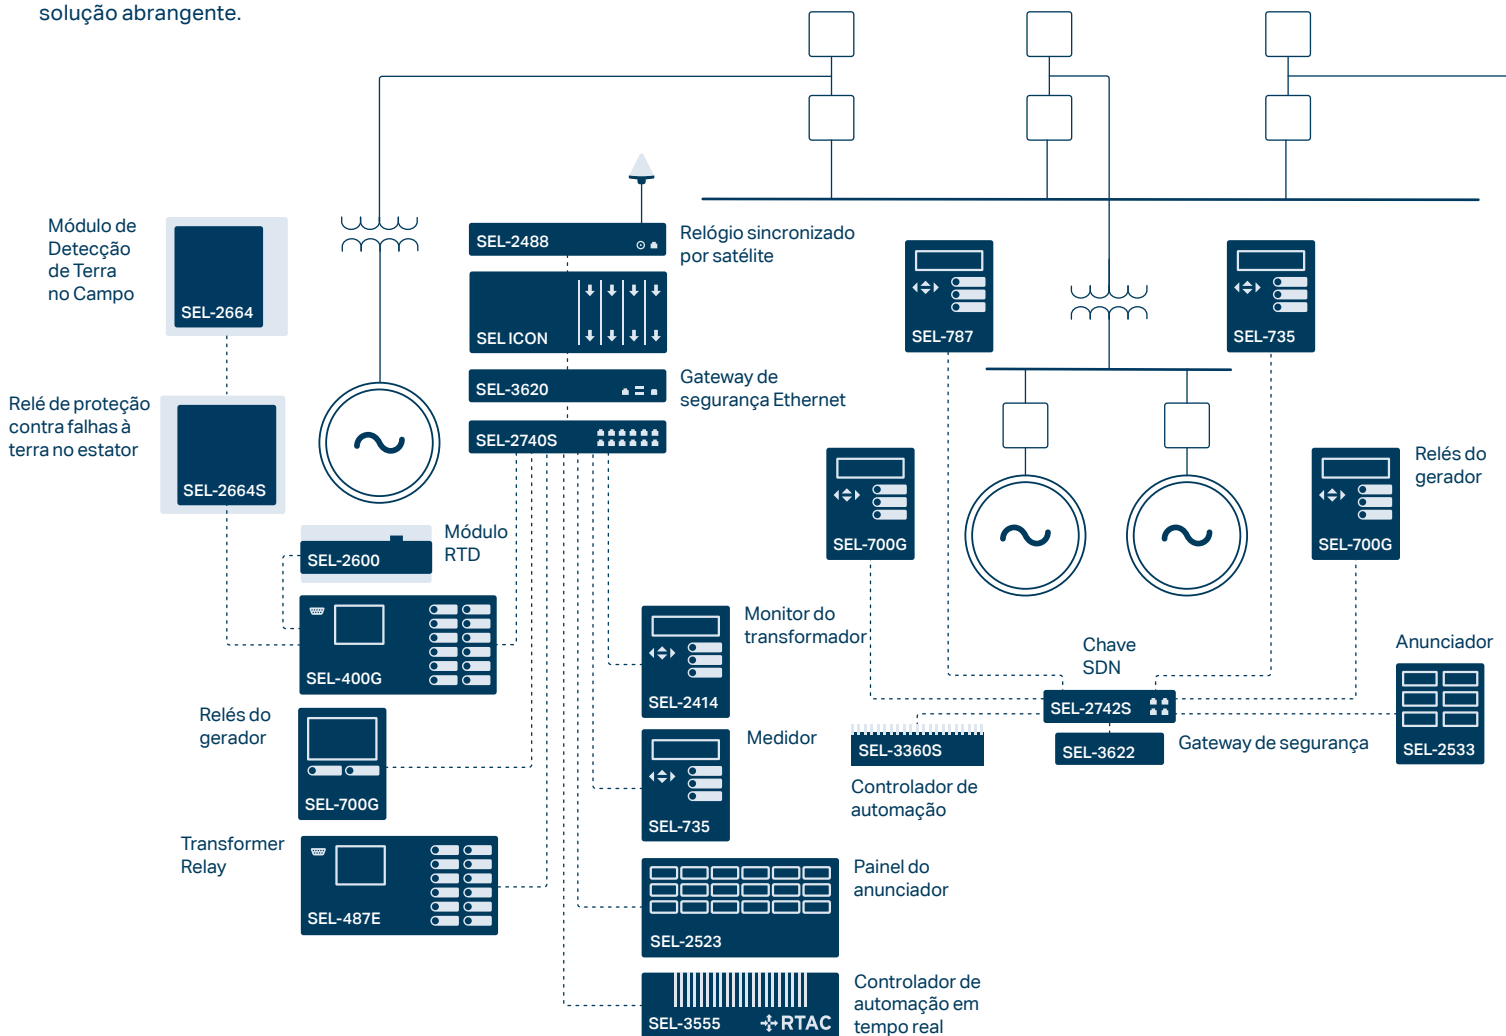 solução abrangente.
Módulo de
Detecção
de Terra
no Campo
SEL-2664
Relé de proteção
contra falhas à
terra no estator
SEL-2664S
SEL-2488
Relógio sincronizado
por satélite
SEL ICON
SEL-3620
Gateway de
segurança Ethernet
SEL-2740S
SEL-2600
Módulo
RTD
SEL-400G
Relés do
gerador
SEL-700G
Transformer
Relay
SEL-487E
SEL-2414
Monitor do
transformador
SEL-735
Medidor
SEL-2523
Painel do
anunciador
SEL-3555
RTAC
Controlador de
automação em
tempo real
SEL-787
SEL-735
SEL-700G
SEL-700G
Relés do
gerador
Chave
SDN
SEL-2742S
SEL-3360S
Controlador de
automação
SEL-3622
Gateway de segurança
Anunciador
SEL-2533